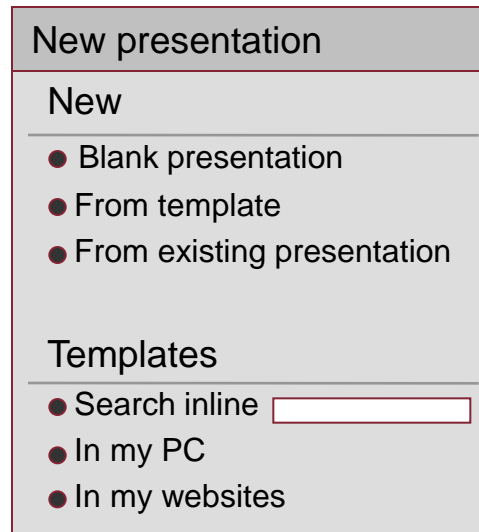 New presentation
New
Blank presentation
From template
From existing presentation
Templates
Search inline
In my PC
In my websites